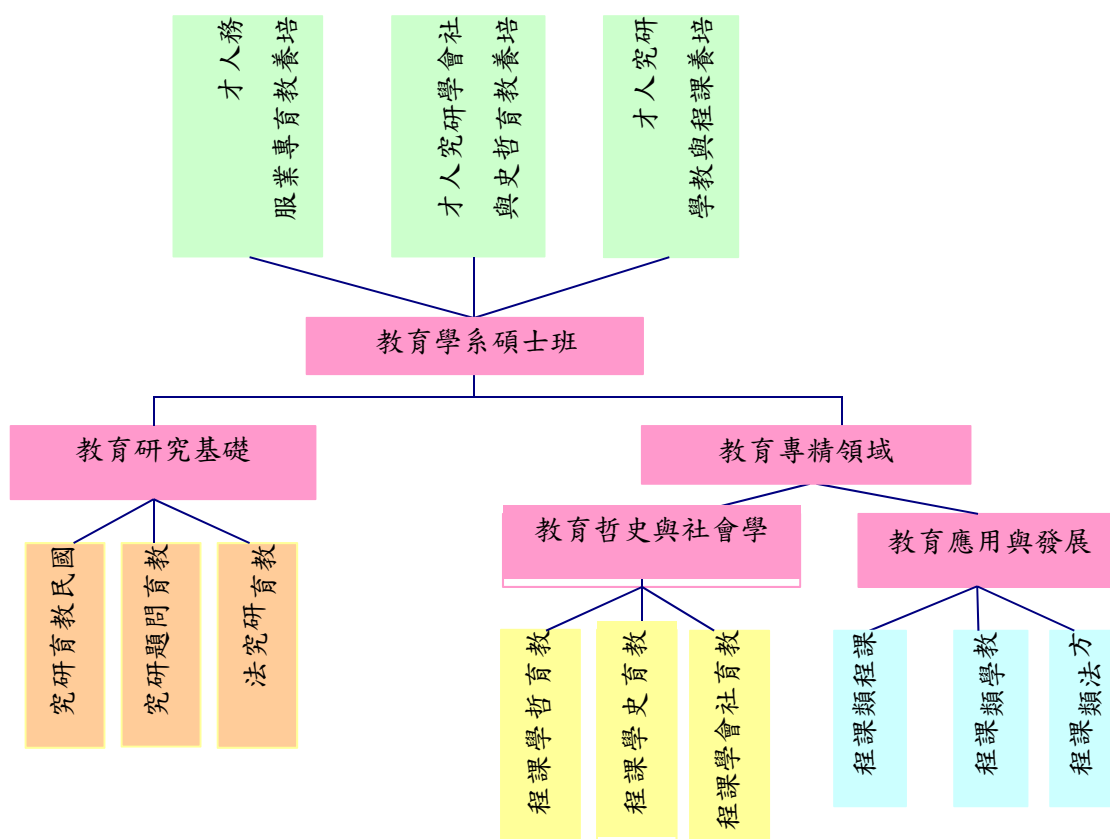 培養教育專業服
務人才
培養教育哲史與
社會學研究人才
培養課程與教學
研究人才
教育學系碩士班
教育研究基礎
教育專精領域
教育哲史與社會學
教育應用與發展
國民教育研究
教育問題研究
教育研究法
教育哲學課程
教育史學課程
教育社會學課程
課程類課程
教學類課程
方法類課程